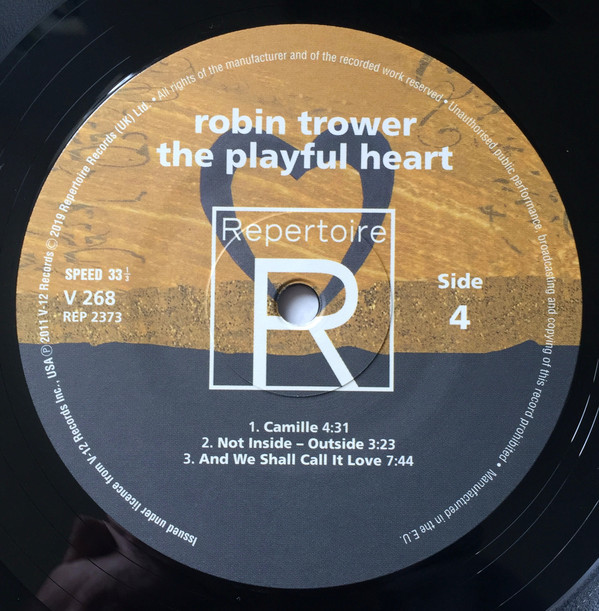 robin trower
the playful heart
Repertoire
R
SPEED 33 1/3
V 268
REP 2373
Side
4
1. Camille 4:31
2. Not Inside – Outside 3:23
3. And We Shall Call It Love 7:44
Issued under licence from V-12 Records Inc., USA ℗ 2011 V-12 Records © 2019 Repertoire Records (UK) Ltd. • All rights of the manufacturer and of the recorded work reserved • Unauthorised public performance, broadcasting and copying of this record prohibited • Manufactured in the E.U.